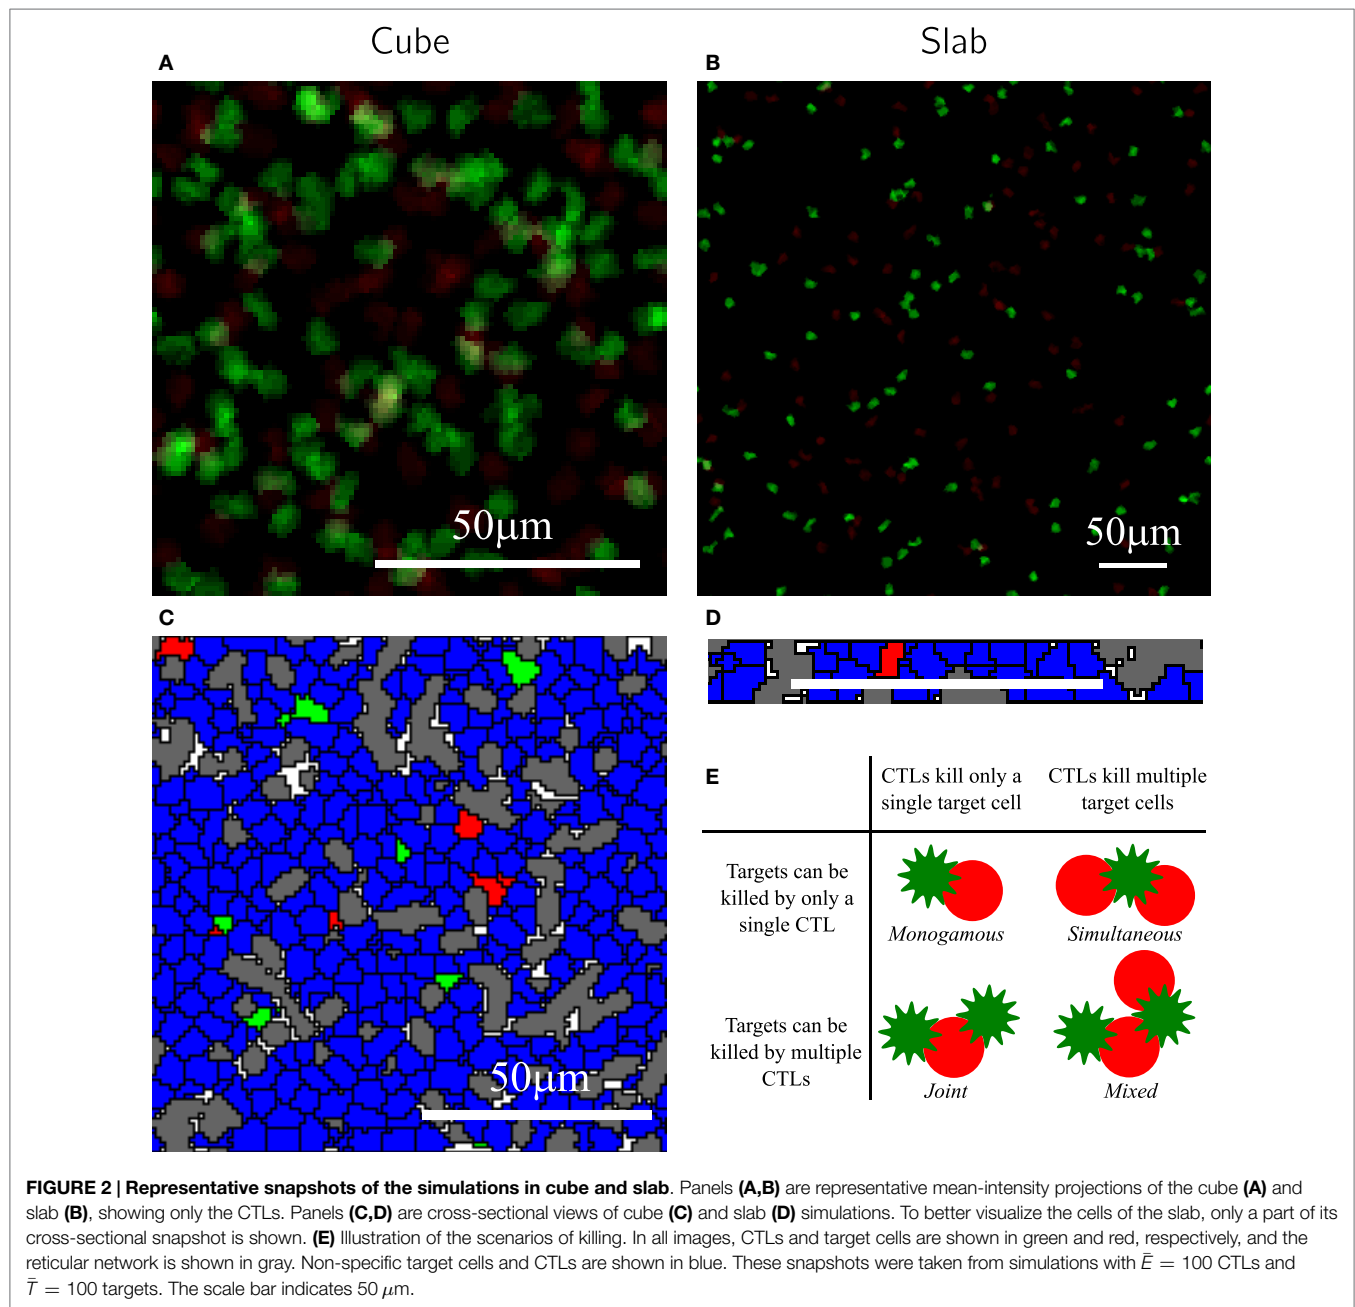 Cube
Slab
A
B
50μm
50μm
C
D
50μm
E
CTLs kill only a
single target cell
CTLs kill multiple
target cells
Targets can be
killed by only a
single CTL
Monogamous
Simultaneous
Targets can be
killed by multiple
CTLs
Joint
Mixed
FIGURE 2 | Representative snapshots of the simulations in cube and slab. Panels (A,B) are representative mean-intensity projections of the cube (A) and
slab (B), showing only the CTLs. Panels (C,D) are cross-sectional views of cube (C) and slab (D) simulations. To better visualize the cells of the slab, only a part of its
cross-sectional snapshot is shown. (E) Illustration of the scenarios of killing. In all images, CTLs and target cells are shown in green and red, respectively, and the
reticular network is shown in gray. Non-specific target cells and CTLs are shown in blue. These snapshots were taken from simulations with Ē = 100 CTLs and
T̄ = 100 targets. The scale bar indicates 50 μm.